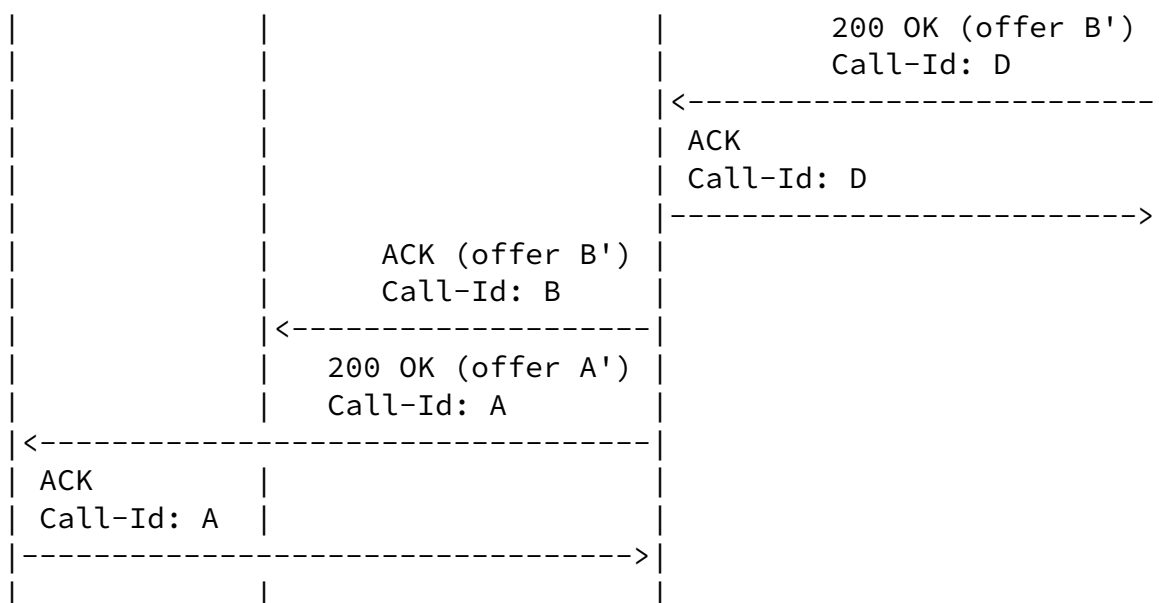 200 OK (offer B')
Call-Id: D
ACK
Call-Id: D
ACK (offer B')
Call-Id: B
200 OK (offer A')
Call-Id: A
ACK
Call-Id: A